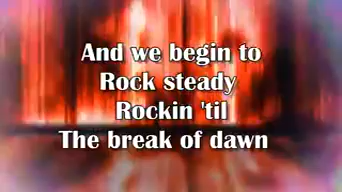 And we begin to
Rock steady
Rockin 'til
The break of dawn